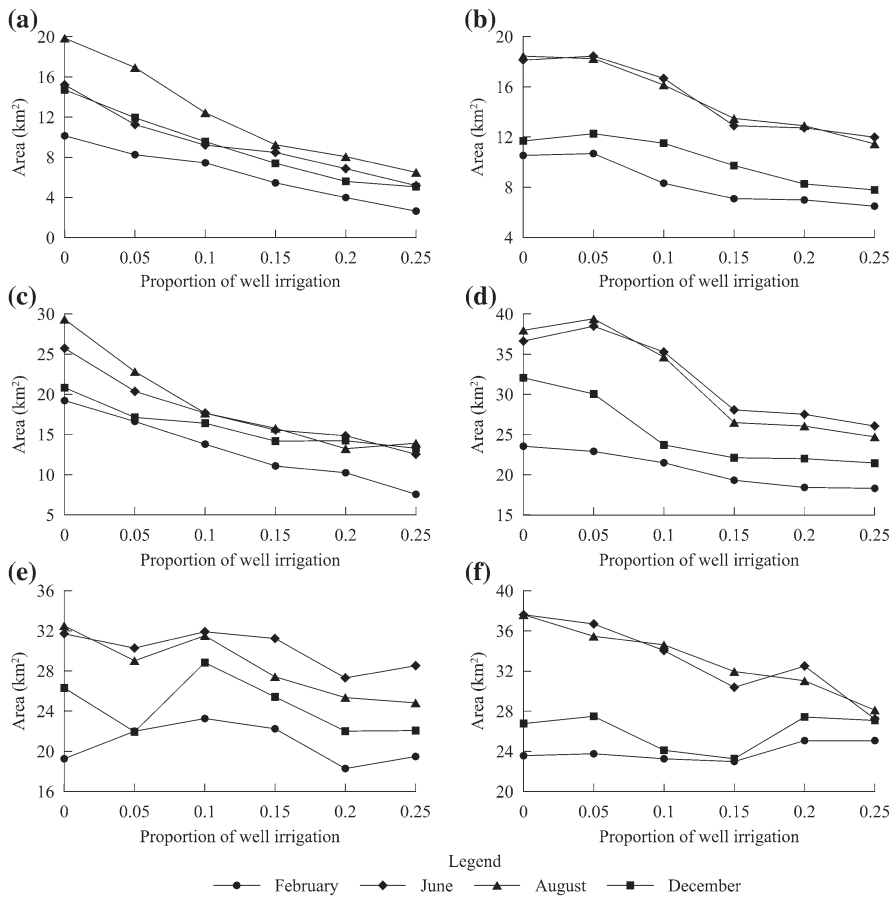 (a)
20
16
12
8
4
0
Area (km²)
0 0.05 0.1 0.15 0.2 0.25
Proportion of well irrigation
(b)
20
16
12
8
4
Area (km²)
0 0.05 0.1 0.15 0.2 0.25
Proportion of well irrigation
(c)
30
25
20
15
10
5
Area (km²)
0 0.05 0.1 0.15 0.2 0.25
Proportion of well irrigation
(d)
40
35
30
25
20
15
Area (km²)
0 0.05 0.1 0.15 0.2 0.25
Proportion of well irrigation
(e)
36
32
28
24
20
16
Area (km²)
0 0.05 0.1 0.15 0.2 0.25
Proportion of well irrigation
(f)
40
36
32
28
24
20
Area (km²)
0 0.05 0.1 0.15 0.2 0.25
Proportion of well irrigation
Legend
February June August December